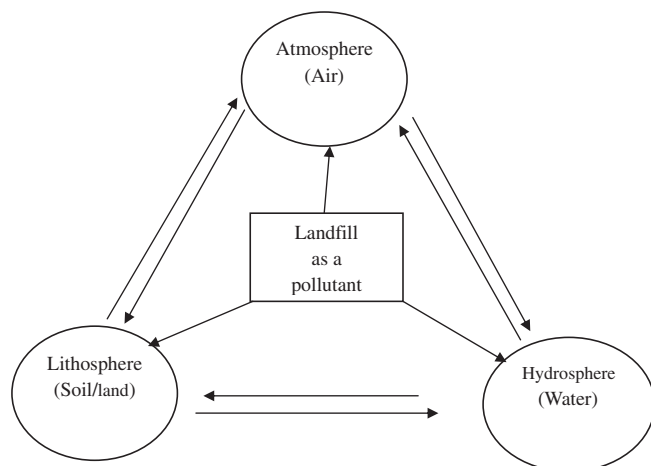 Atmosphere
(Air)
Landfill
as a
pollutant
Lithosphere
(Soil/land)
Hydrosphere
(Water)